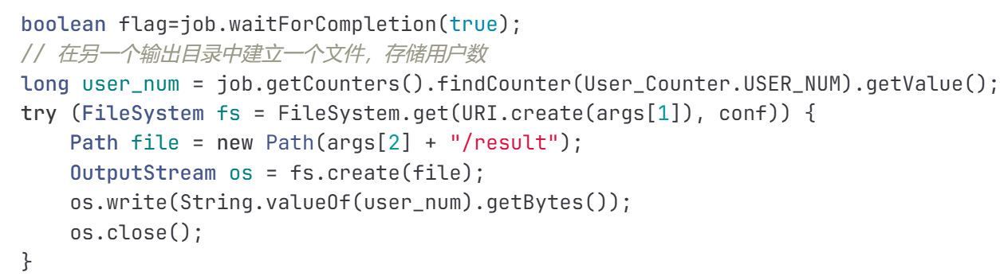 boolean flag=job.waitForCompletion(true);
// 在另一个输出目录中建立一个文件，存储用户数
long user_num = job.getCounters().findCounter(User_Counter.USER_NUM).getValue();
try (FileSystem fs = FileSystem.get(URI.create(args[1]), conf)) {
    Path file = new Path(args[2] + "/result");
    OutputStream os = fs.create(file);
    os.write(String.valueOf(user_num).getBytes());
    os.close();
}